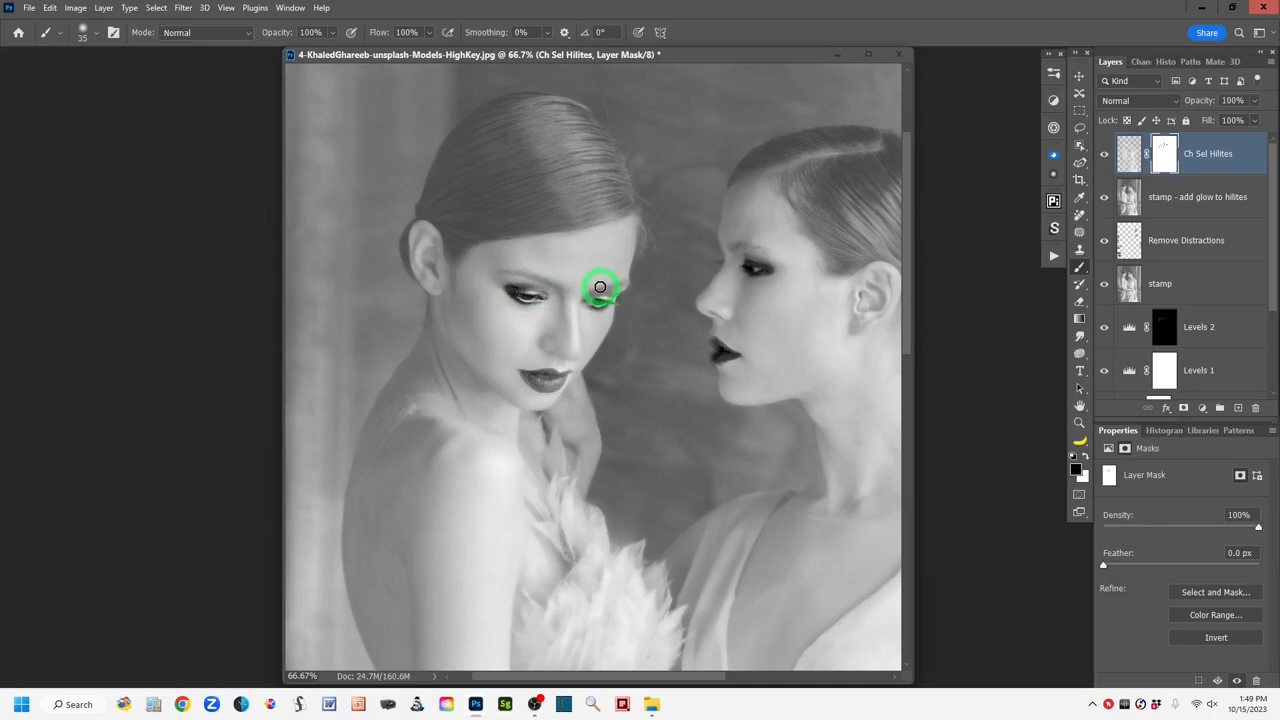 File Edit Image Layer Type Select Filter 3D View Plugins Window Help
35 Mode: Normal Opacity: 100% Flow: 100% Smoothing: 0% 0° Share
4-KhaledGhareeb-unsplash-Models-HighKey.jpg @ 66.7% (Ch Sel Hilites, Layer Mask/8) *
Layers Chan Histo Paths Mate 3D
Kind
Normal Opacity: 100%
Lock: Fill: 100%
Ch Sel Hilites
stamp - add glow to hilites
Remove Distractions
stamp
Levels 2
Levels 1
Properties Histogran Libraries Patterns
Masks
Layer Mask
Density: 100%
Feather: 0.0 px
Refine: Select and Mask...
Color Range...
Invert
66.67% Doc: 24.7M/160.6M
Search
:49 PM
10/15/2023